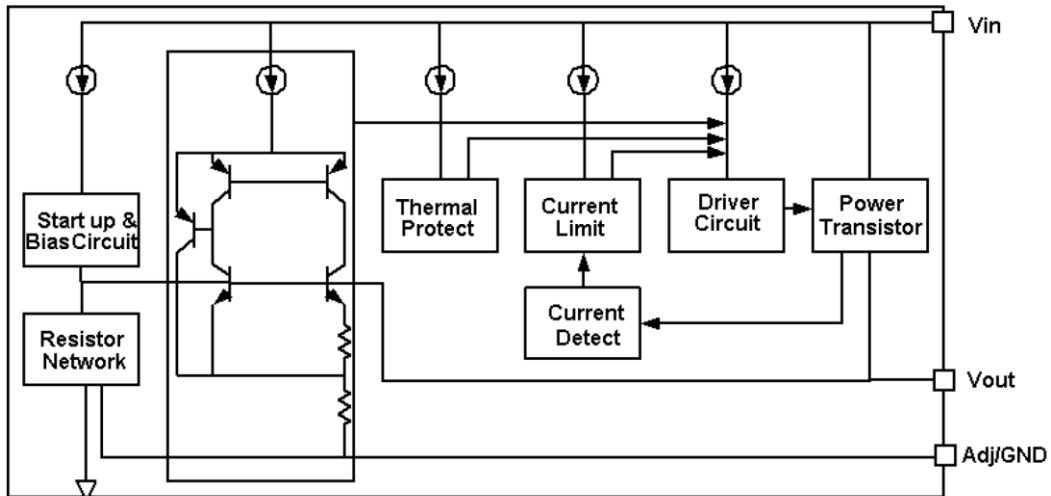 Vin
Start up &
Bias Circuit
Thermal
Protect
Current
Limit
Driver
Circuit
Power
Transistor
Resistor
Network
Current
Detect
Vout
Adj/GND